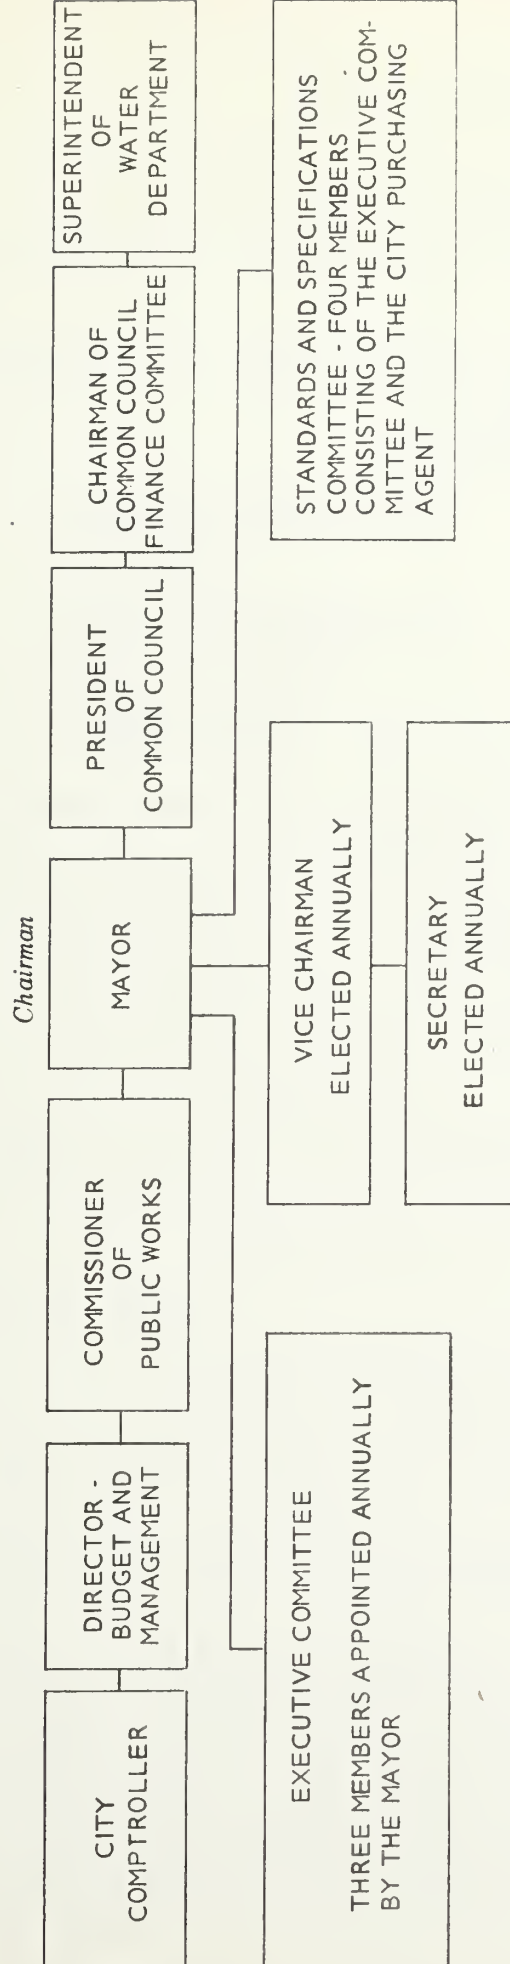 Chairman
CITY
COMPTROLLER
DIRECTOR -
BUDGET AND
MANAGEMENT
COMMISSIONER
OF
PUBLIC WORKS
MAYOR
PRESIDENT
OF
COMMON COUNCIL
CHAIRMAN OF
COMMON COUNCIL
FINANCE COMMITTEE
SUPERINTENDENT
OF
WATER
DEPARTMENT
EXECUTIVE COMMITTEE
THREE MEMBERS APPOINTED ANNUALLY
BY THE MAYOR
VICE CHAIRMAN
ELECTED ANNUALLY
SECRETARY
ELECTED ANNUALLY
STANDARDS AND SPECIFICATIONS
COMMITTEE - FOUR MEMBERS
CONSISTING OF THE EXECUTIVE COM-
MITTEE AND THE CITY PURCHASING
AGENT